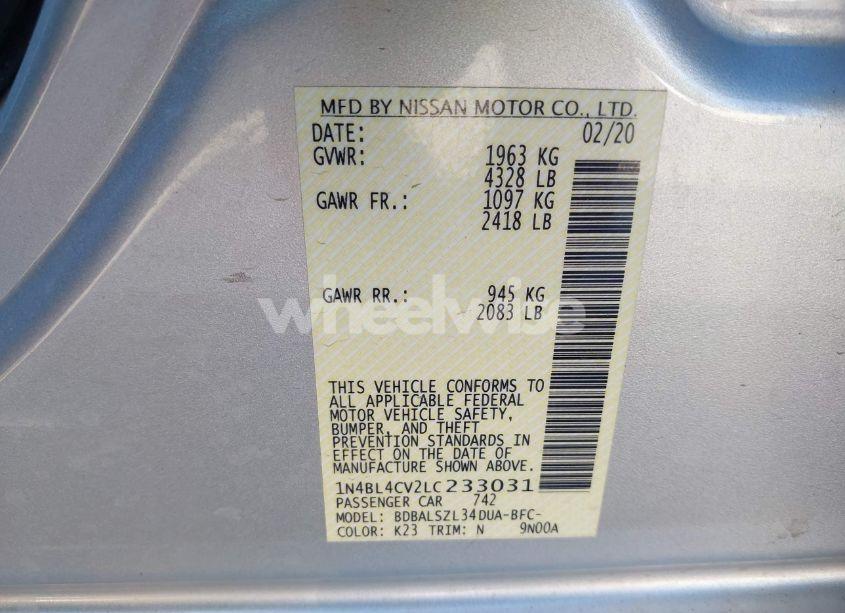 MFD BY NISSAN MOTOR CO., LTD.
DATE: 02/20
GVWR: 1963 KG
4328 LB
GAWR FR.: 1097 KG
2418 LB
GAWR RR.: 945 KG
2083 LB
wheelwise
THIS VEHICLE CONFORMS TO
ALL APPLICABLE FEDERAL
MOTOR VEHICLE SAFETY,
BUMPER, AND THEFT
PREVENTION STANDARDS IN
EFFECT ON THE DATE OF
MANUFACTURE SHOWN ABOVE.
1N4BL4CV2LC233031
PASSENGER CAR 742
MODEL: BDBALSZL34DUA-BFC-
COLOR: K23 TRIM: N 9N00A